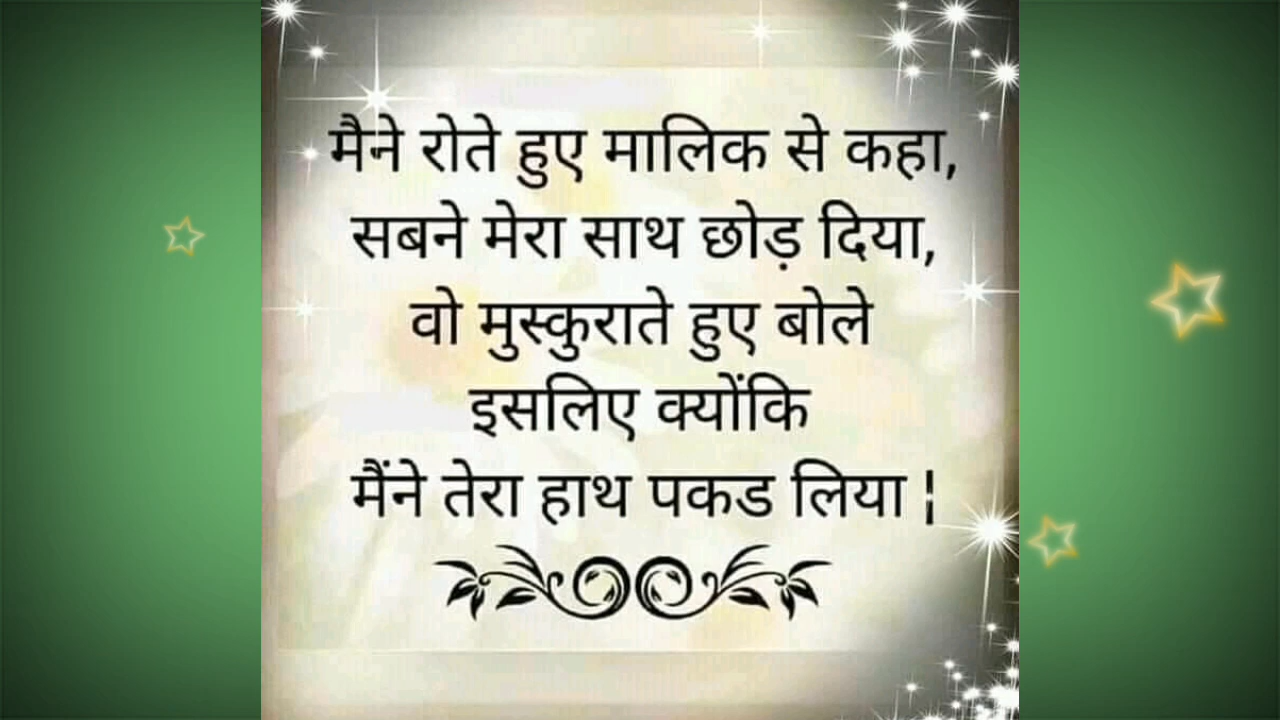 मैने रोते हुए मालिक से कहा,
सबने मेरा साथ छोड़ दिया,
वो मुस्कुराते हुए बोले
इसलिए क्योंकि
मैंने तेरा हाथ पकड लिया ¦